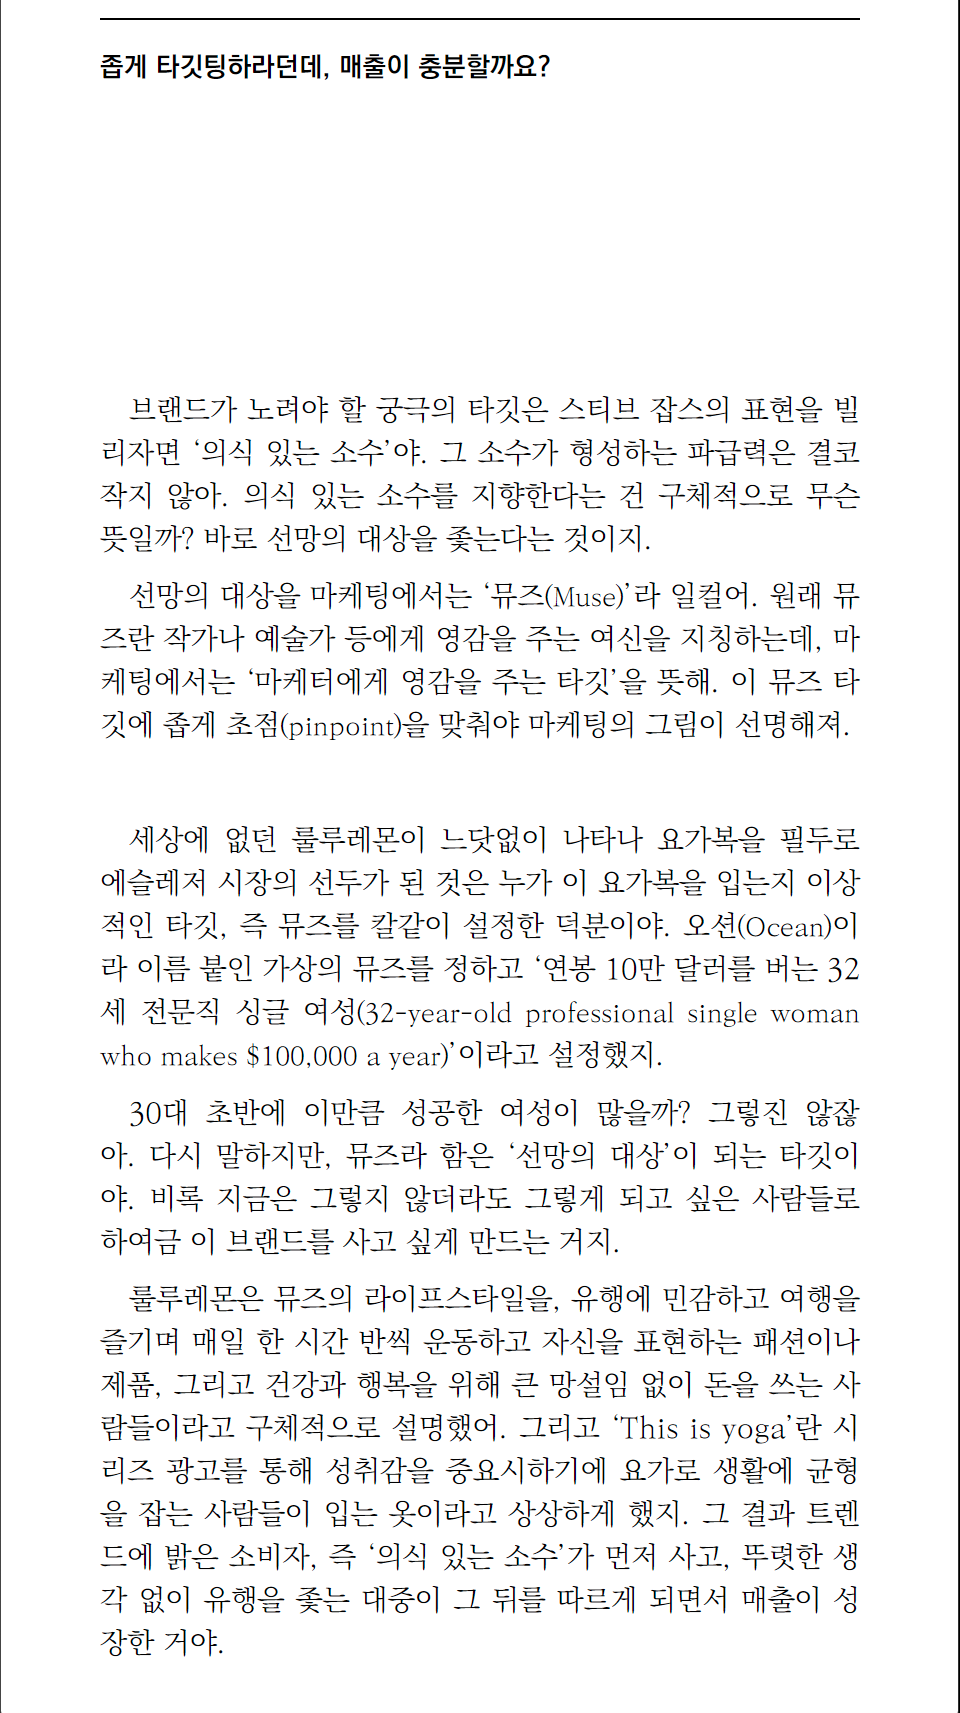 좁게 타깃팅하라던데, 매출이 충분할까요?
브랜드가 노려야 할 궁극의 타깃은 스티브 잡스의 표현을 빌
리자면 ‘의식 있는 소수’야. 그 소수가 형성하는 파급력은 결코
작지 않아. 의식 있는 소수를 지향한다는 건 구체적으로 무슨
뜻일까? 바로 선망의 대상을 좇는다는 것이지.
선망의 대상을 마케팅에서는 ‘뮤즈(Muse)’라 일컬어. 원래 뮤
즈란 작가나 예술가 등에게 영감을 주는 여신을 지칭하는데, 마
케팅에서는 ‘마케터에게 영감을 주는 타깃’을 뜻해. 이 뮤즈 타
깃에 좁게 초점(pinpoint)을 맞춰야 마케팅의 그림이 선명해져.
세상에 없던 룰루레몬이 느닷없이 나타나 요가복을 필두로
에슬레저 시장의 선두가 된 것은 누가 이 요가복을 입는지 이상
적인 타깃, 즉 뮤즈를 칼같이 설정한 덕분이야. 오션(Ocean)이
라 이름 붙인 가상의 뮤즈를 정하고 ‘연봉 10만 달러를 버는 32
세 전문직 싱글 여성(32-year-old professional single woman
who makes $100,000 a year)’이라고 설정했지.
30대 초반에 이만큼 성공한 여성이 많을까? 그렇진 않잖
아. 다시 말하지만, 뮤즈라 함은 ‘선망의 대상’이 되는 타깃이
야. 비록 지금은 그렇지 않더라도 그렇게 되고 싶은 사람들로
하여금 이 브랜드를 사고 싶게 만드는 거지.
룰루레몬은 뮤즈의 라이프스타일을, 유행에 민감하고 여행을
즐기며 매일 한 시간 반씩 운동하고 자신을 표현하는 패션이나
제품, 그리고 건강과 행복을 위해 큰 망설임 없이 돈을 쓰는 사
람들이라고 구체적으로 설명했어. 그리고 ‘This is yoga’란 시
리즈 광고를 통해 성취감을 중요시하기에 요가로 생활에 균형
을 잡는 사람들이 입는 옷이라고 상상하게 했지. 그 결과 트렌
드에 밝은 소비자, 즉 ‘의식 있는 소수’가 먼저 사고, 뚜렷한 생
각 없이 유행을 좇는 대중이 그 뒤를 따르게 되면서 매출이 성
장한 거야.